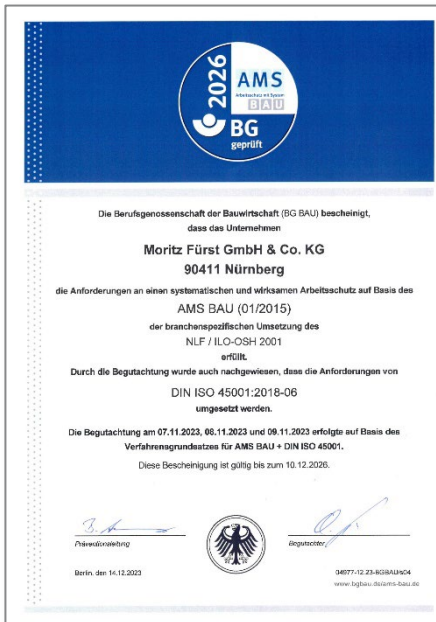 2026
AMS
Arbeitsschutz mit System
BAU
BG
geprüft
Die Berufsgenossenschaft der Bauwirtschaft (BG BAU) bescheinigt,
dass das Unternehmen
Moritz Fürst GmbH & Co. KG
90411 Nürnberg
die Anforderungen an einen systematischen und wirksamen Arbeitsschutz auf Basis des
AMS BAU (01/2015)
der branchenspezifischen Umsetzung des
NLF / ILO-OSH 2001
erfüllt.
Durch die Begutachtung wurde auch nachgewiesen, dass die Anforderungen von
DIN ISO 45001:2018-06
umgesetzt werden.
Die Begutachtung am 07.11.2023, 08.11.2023 und 09.11.2023 erfolgte auf Basis des
Verfahrensgrundsatzes für AMS BAU + DIN ISO 45001.
Diese Bescheinigung ist gültig bis zum 10.12.2026.
Präventionsleitung
Begutachter
Berlin, den 14.12.2023
04977-12.23-BGBAU/s04
www.bgbau.de/ams-bau.de